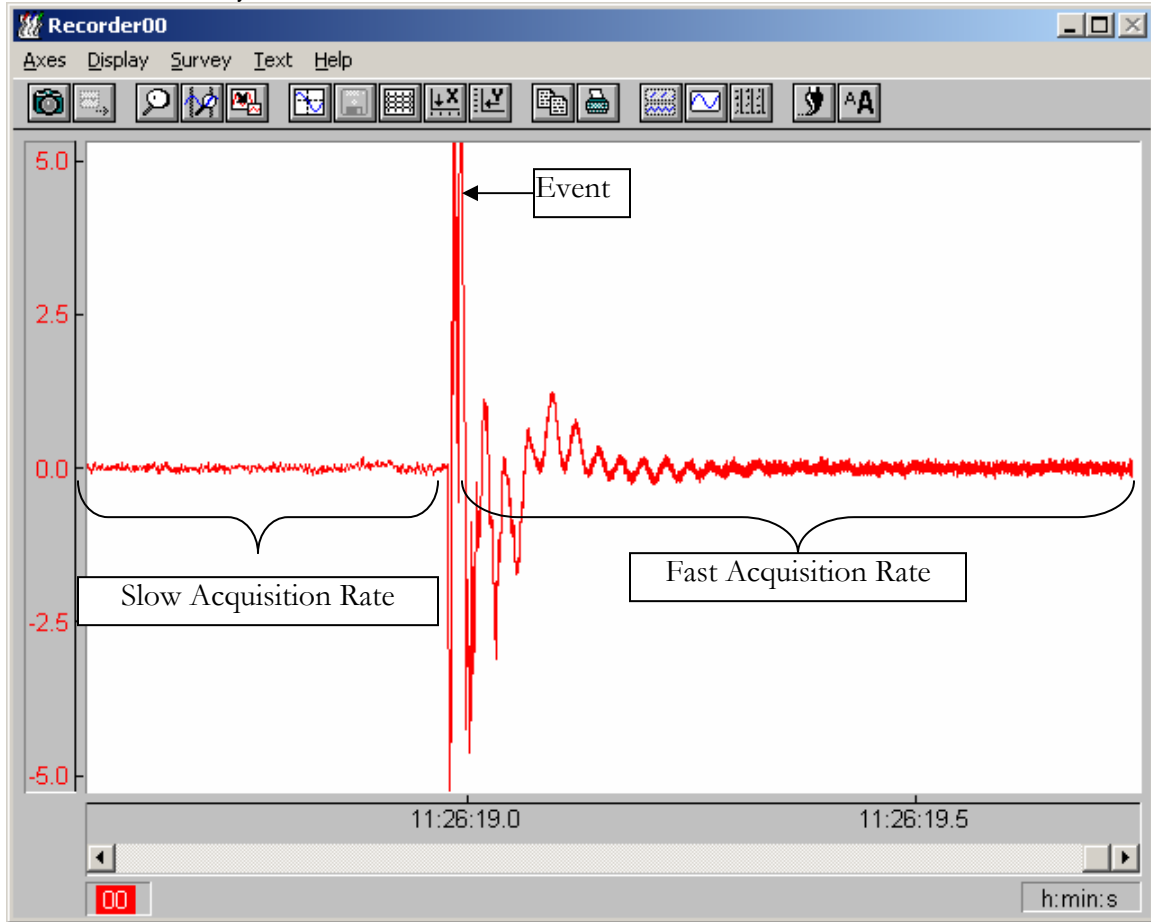 Recorder00
Axes Display Survey Text Help
5.0
Event
2.5
0.0
Slow Acquisition Rate
Fast Acquisition Rate
-2.5
-5.0
11:26:19.0 11:26:19.5
00 h:min:s